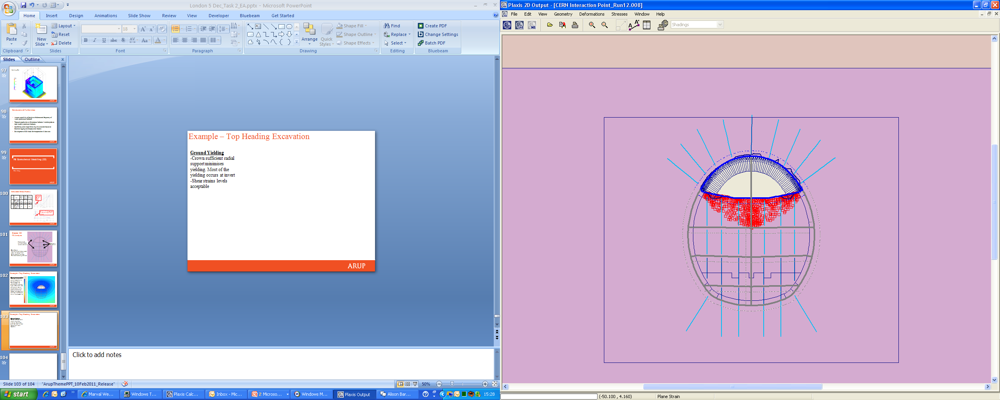 London 5 Dec_Task 2_EA.pptx - Microsoft PowerPoint
Home Insert Design Animations Slide Show Review View Developer Bluebeam Get Started
Paste
Clipboard
New Slide
Layout
Reset
Delete
Slides
18
Font
Paragraph
Arrange
Quick Styles
Shape Fill
Shape Outline
Shape Effects
Drawing
Find
Replace
Select
Editing
Create PDF
Change Settings
Batch PDF
Bluebeam
Slides Outline
97
98
99
100
101
102
103
104
Example – Top Heading Excavation
Ground Yielding
-Crown sufficient radial
support minimises
yielding. Most of the
yielding occurs at invert
-Shear strains levels
acceptable
ARUP
Click to add notes
Slide 103 of 104 "ArupThemePPT_10Feb2011_Release" 50%
start Marval We... Windows T... Plaxis Calc... Inbox - Mic... 2 Microso... Windows M... Plaxis Output Alison Bar... 15:28
Plaxis 2D Output - [CERN Interaction Point_Run12.008]
File Edit View Geometry Deformations Stresses Window Help
Shadings
(-50.100 , 4.160) Plane Strain